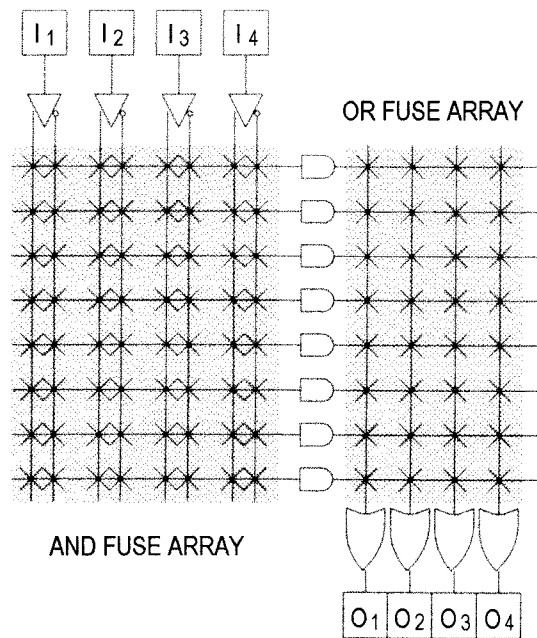 I1 I2 I3 I4
OR FUSE ARRAY
AND FUSE ARRAY
O1 O2 O3 O4